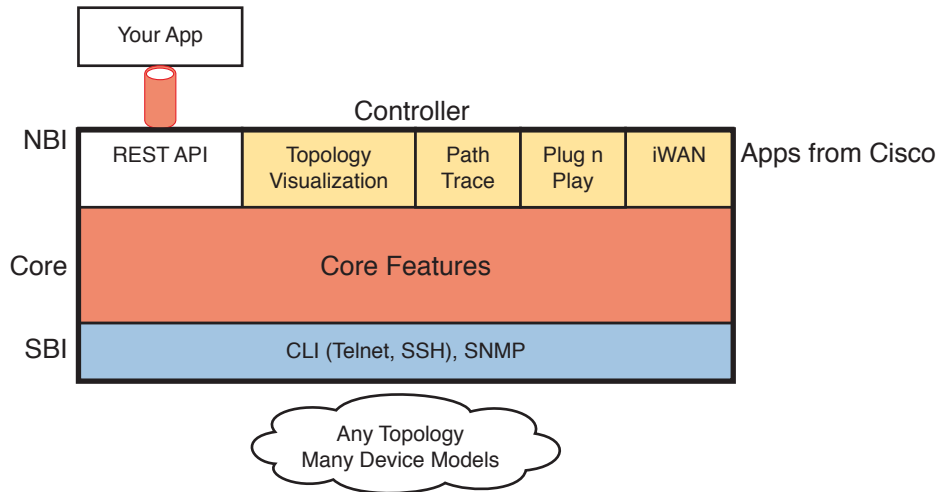 Your App
Controller
NBI
REST API
Topology
Visualization
Path
Trace
Plug n
Play
iWAN
Apps from Cisco
Core
Core Features
SBI
CLI (Telnet, SSH), SNMP
Any Topology
Many Device Models